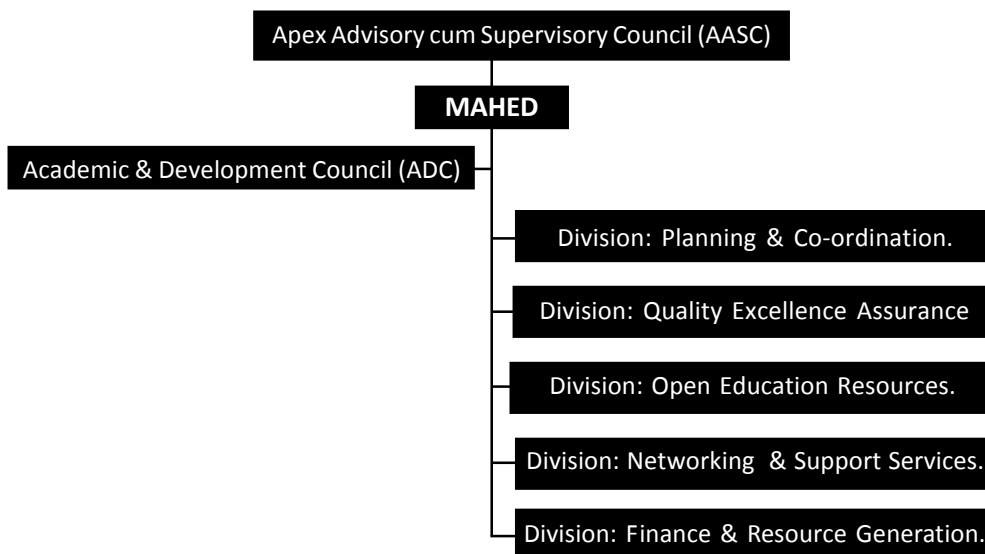 Apex Advisory cum Supervisory Council (AASC)
MAHED
Academic & Development Council (ADC)
Division: Planning & Co-ordination.
Division: Quality Excellence Assurance
Division: Open Education Resources.
Division: Networking & Support Services.
Division: Finance & Resource Generation.